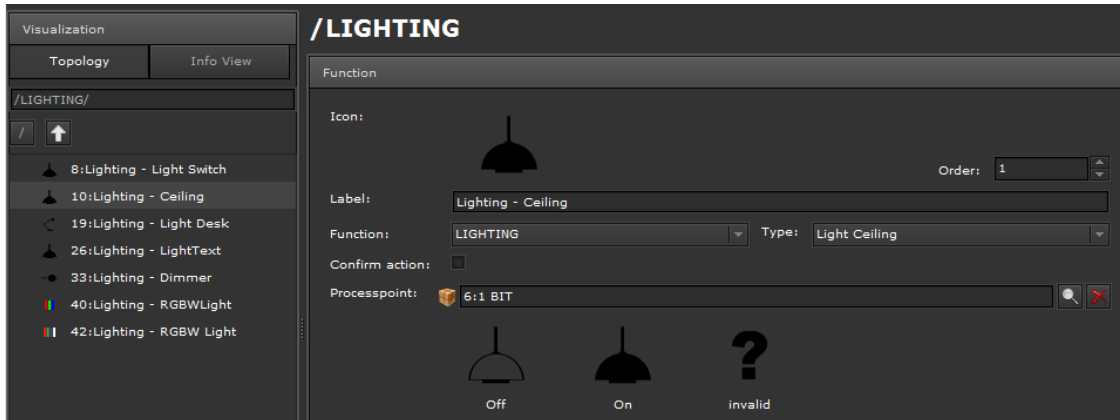 Visualization
Topology
Info View
/LIGHTING/
/
8:Lighting - Light Switch
10:Lighting - Ceiling
19:Lighting - Light Desk
26:Lighting - LightText
33:Lighting - Dimmer
40:Lighting - RGBWLight
42:Lighting - RGBW Light
/LIGHTING
Function
Icon:
Order: 1
Label: Lighting - Ceiling
Function: LIGHTING Type: Light Ceiling
Confirm action:
Processpoint: 6:1 BIT
?
Off On invalid